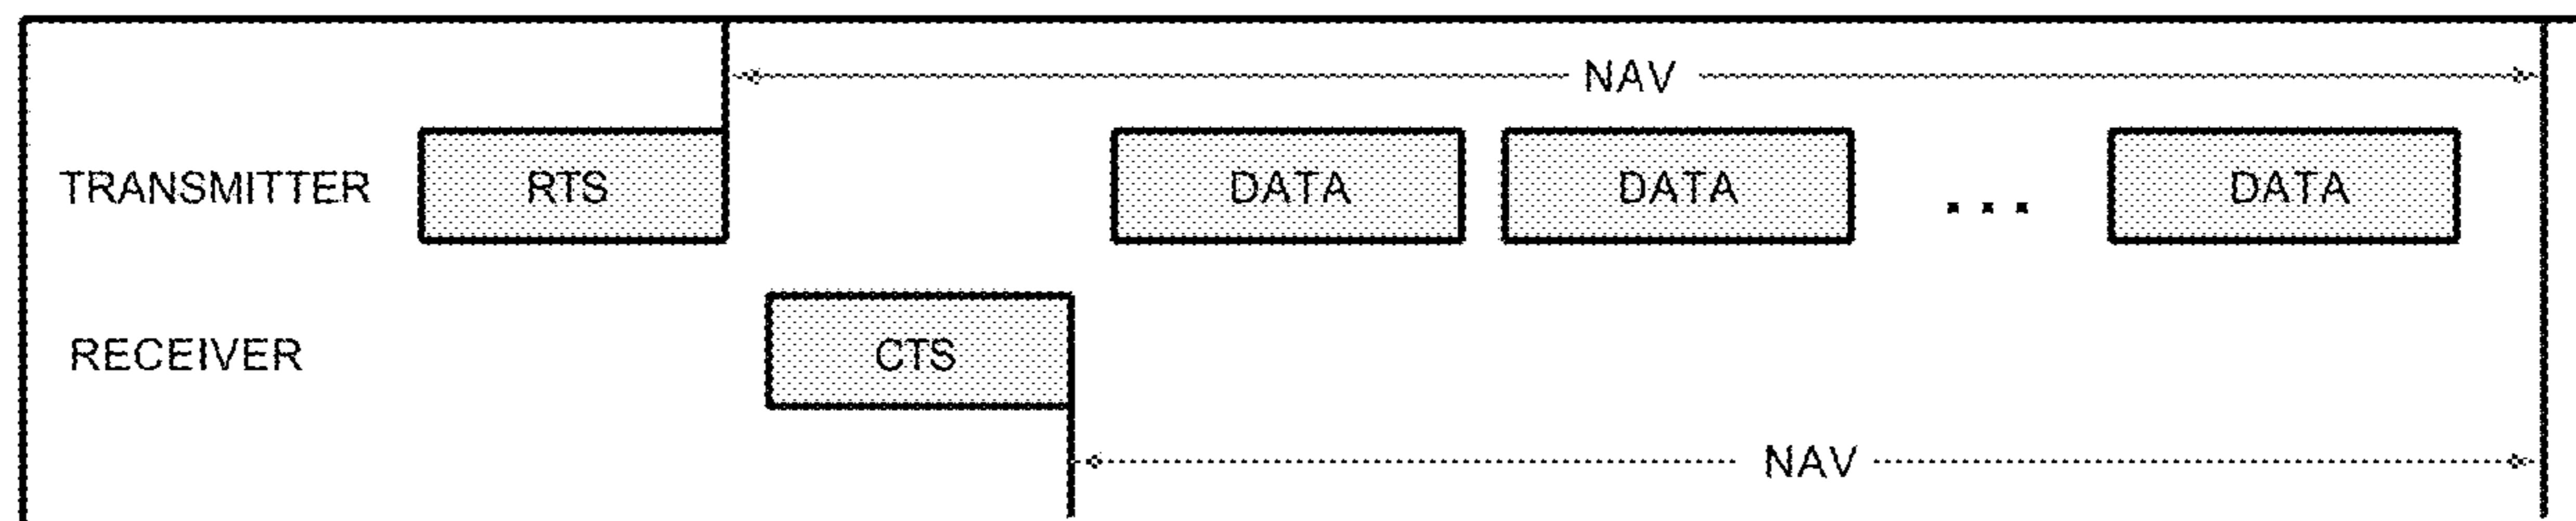 NAV
TRANSMITTER RTS DATA DATA ... DATA
RECEIVER CTS
NAV